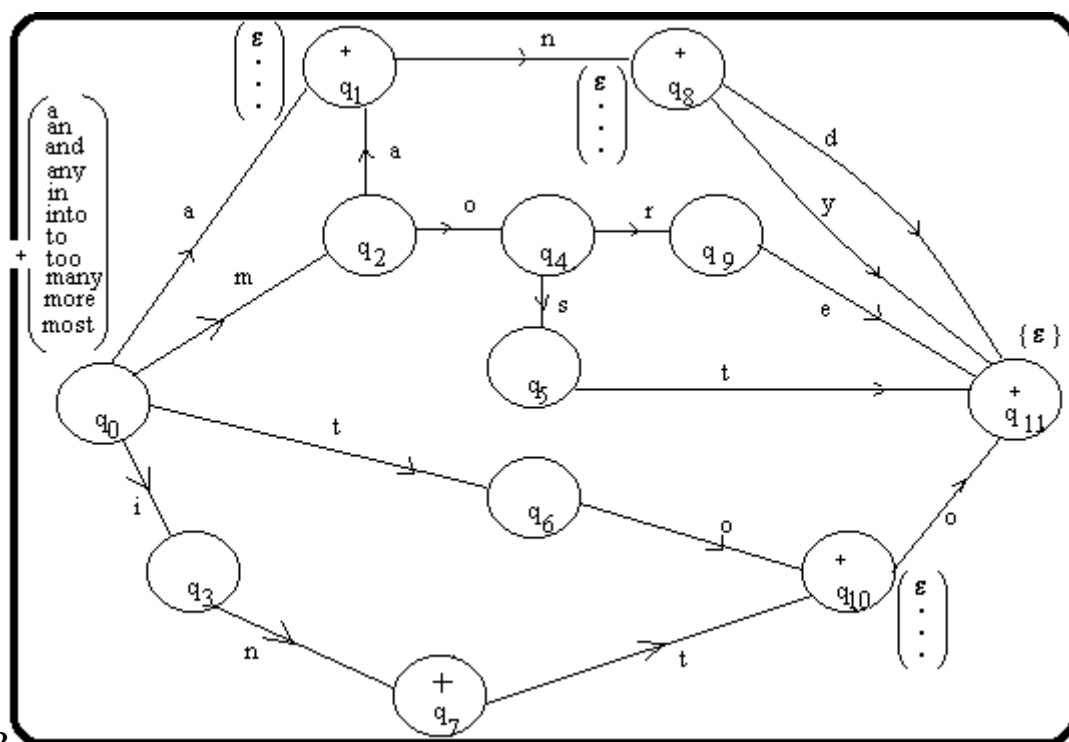 ε
.
.
.
+
q1
n
+
q8
ε
.
.
.
a
an
and
any
in
into
to
too
many
more
most
+
d
y
a
a
m
q2
o
q4
r
q9
s
e
{ε}
q5
t
+
q11
q0
t
i
q6
o
o
q3
+
q10
ε
.
.
.
n
+
q7
t